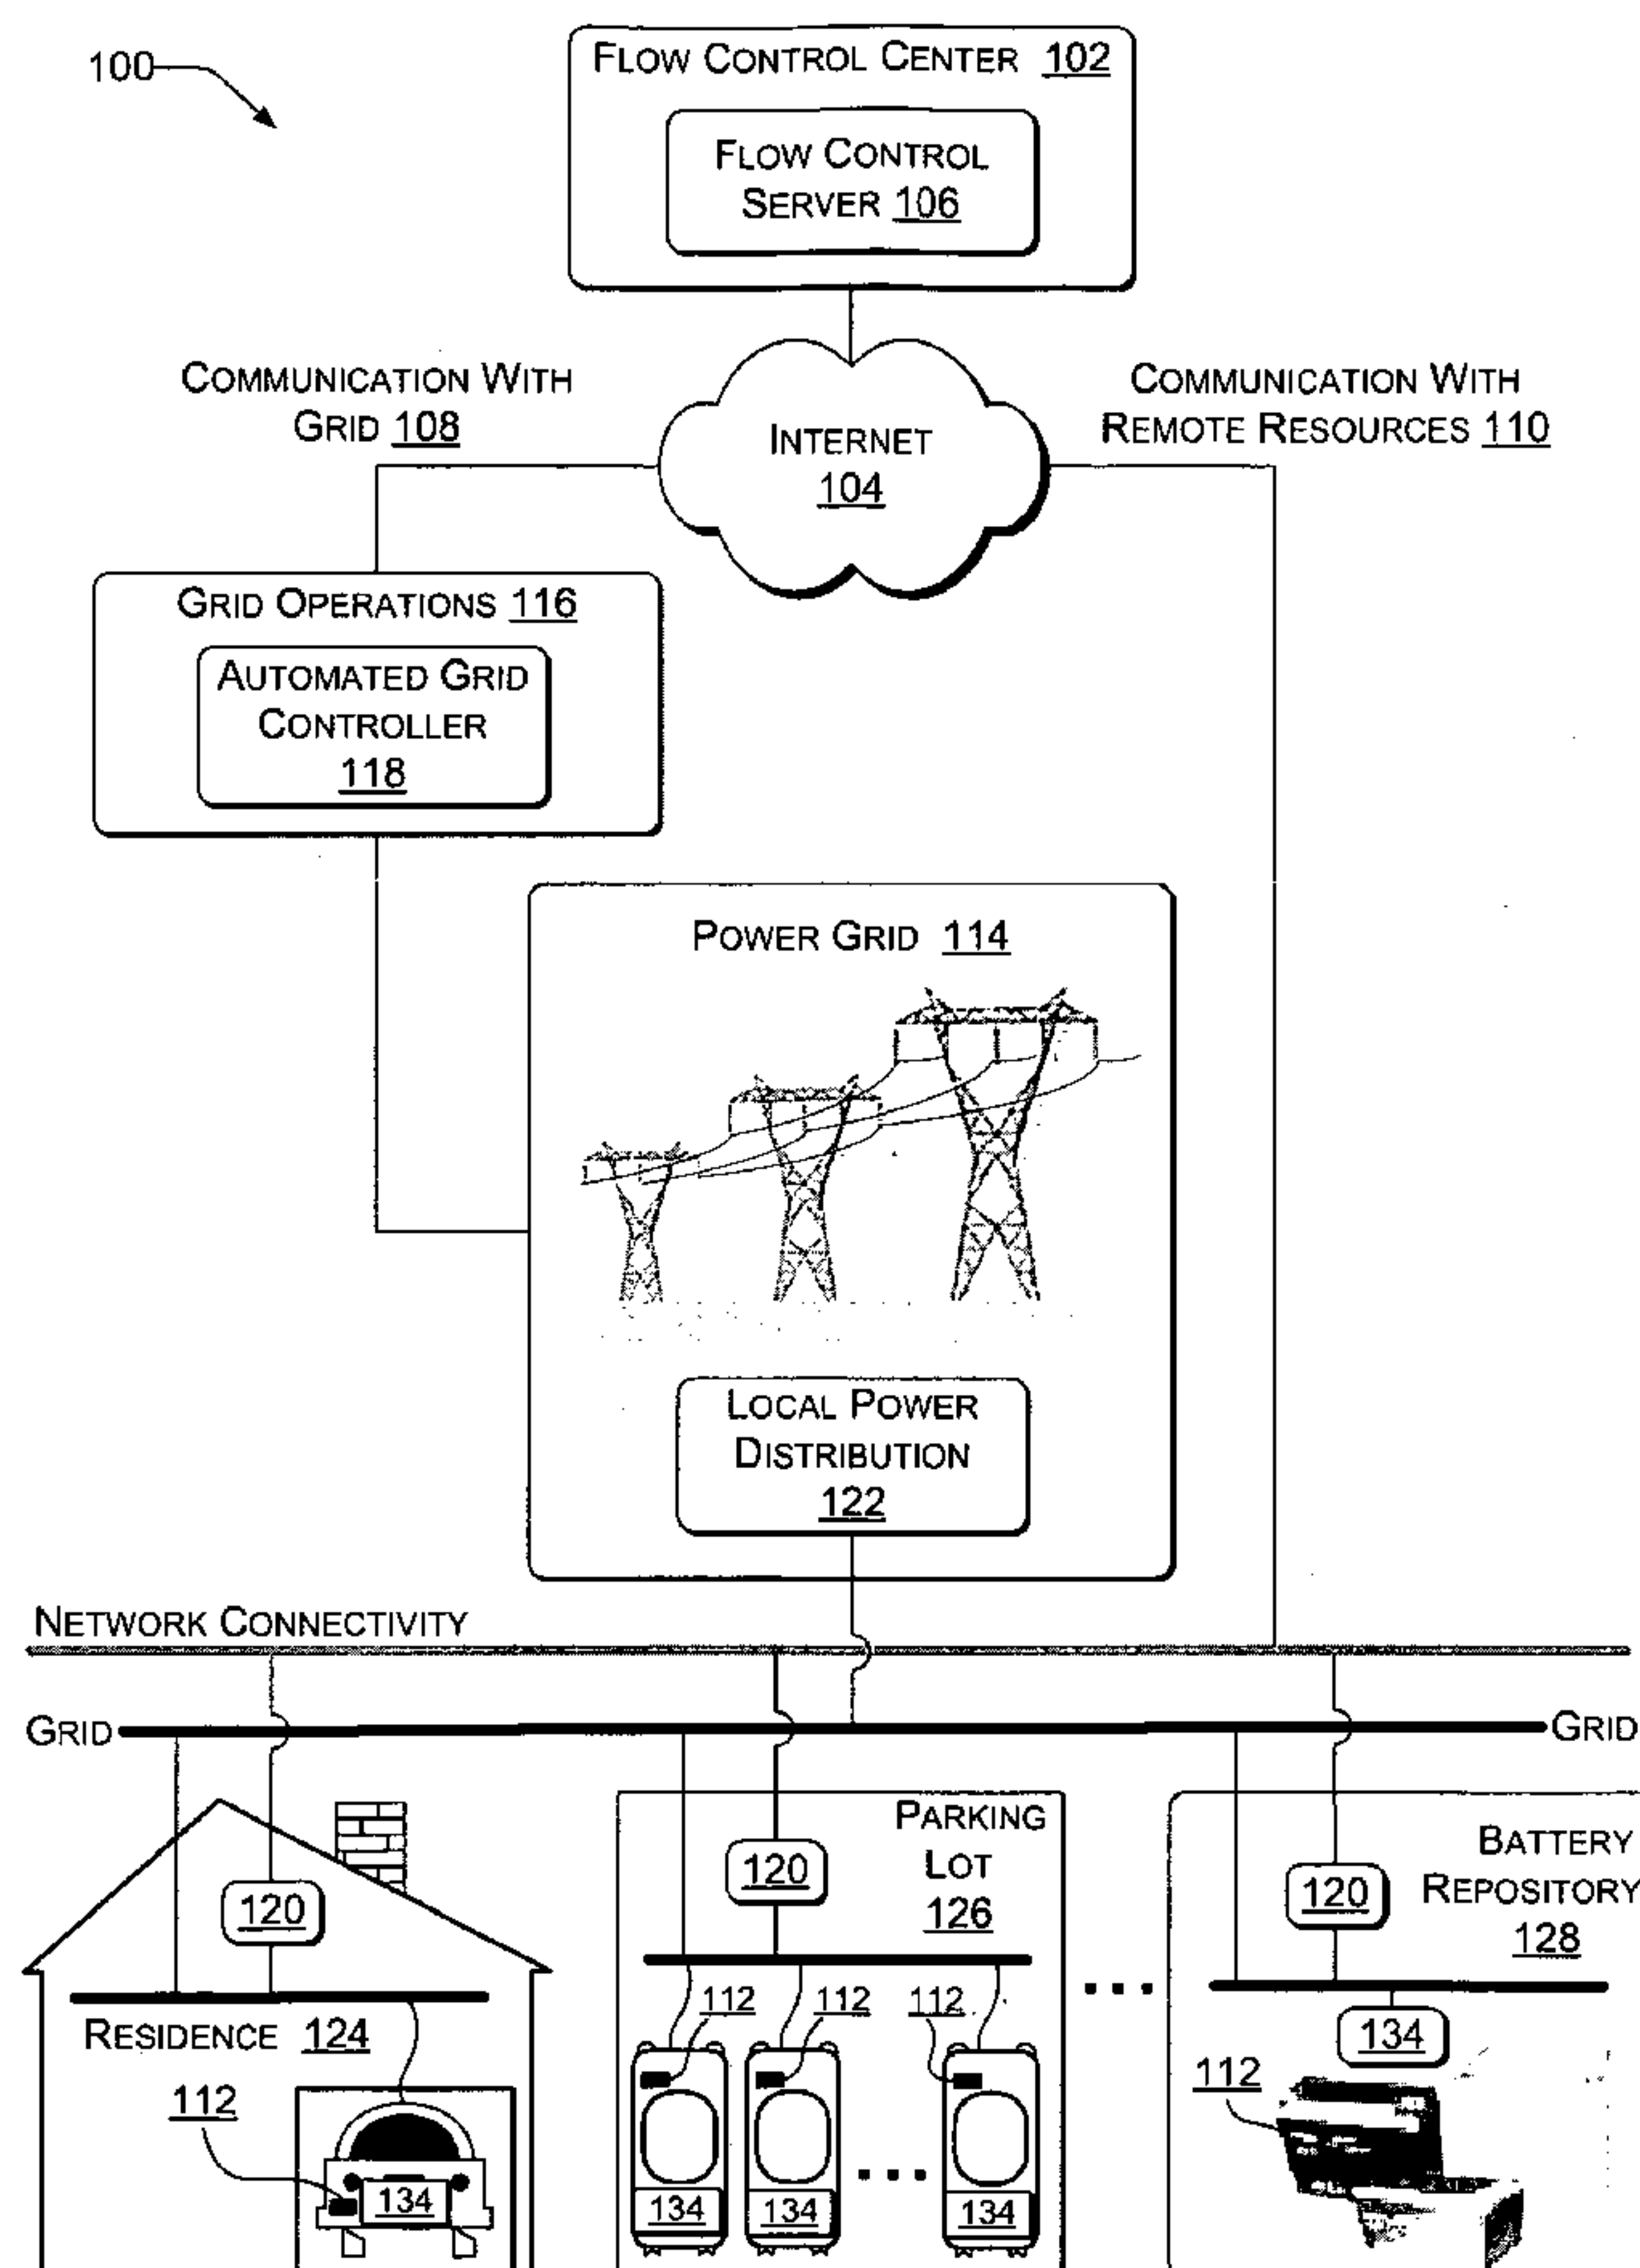 100
FLOW CONTROL CENTER 102
FLOW CONTROL
SERVER 106
COMMUNICATION WITH
GRID 108
INTERNET
104
COMMUNICATION WITH
REMOTE RESOURCES 110
GRID OPERATIONS 116
AUTOMATED GRID
CONTROLLER
118
POWER GRID 114
LOCAL POWER
DISTRIBUTION
122
NETWORK CONNECTIVITY
GRID
GRID
120
RESIDENCE 124
112
134
PARKING
LOT
126
120
112
112
112
134
134
134
BATTERY
REPOSITORY
128
120
134
112